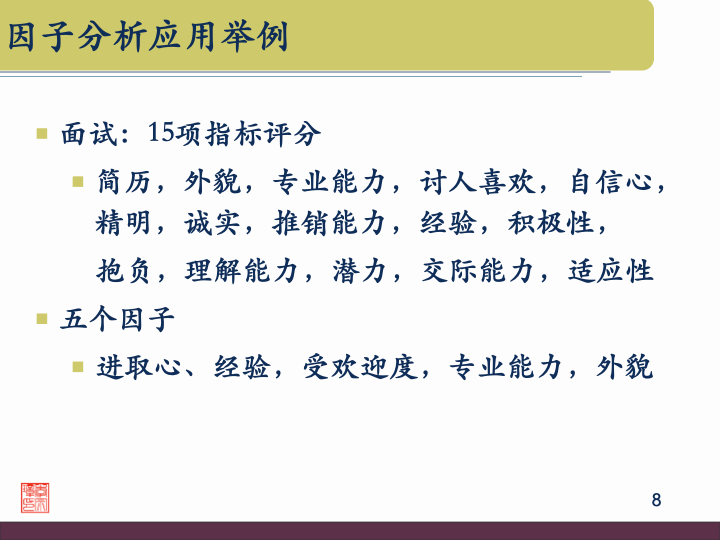 因子分析应用举例
面试：15项指标评分
简历，外貌，专业能力，讨人喜欢，自信心，
精明，诚实，推销能力，经验，积极性，
抱负，理解能力，潜力，交际能力，适应性
五个因子
进取心、经验，受欢迎度，专业能力，外貌
8